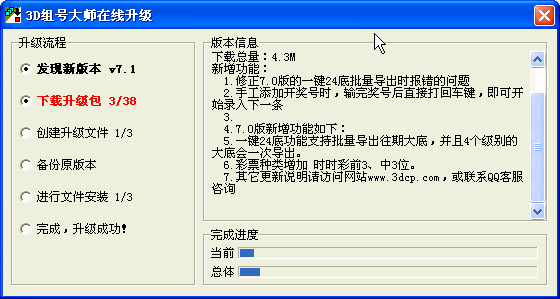 3D组号大师在线升级
升级流程
发现新版本 v7.1
下载升级包 3/38
创建升级文件 1/3
备份原版本
进行文件安装 1/3
完成，升级成功！
版本信息
下载总量：4.3M
新增功能：
1.修正7.0版的一键24底批量导出时报错的问题
2.手工添加开奖号时，输完奖号后直接打回车键，即可开
始录入下一条
3.
4.7.0版新增功能如下：
5.一键24底功能支持批量导出往期大底，并且4个级别的
大底会一次导出。
6.彩票种类增加 时时彩前3、中3位。
7.其它更新说明请访问网站www.3dcp.com，或联系QQ客服
咨询
完成进度
当前
总体